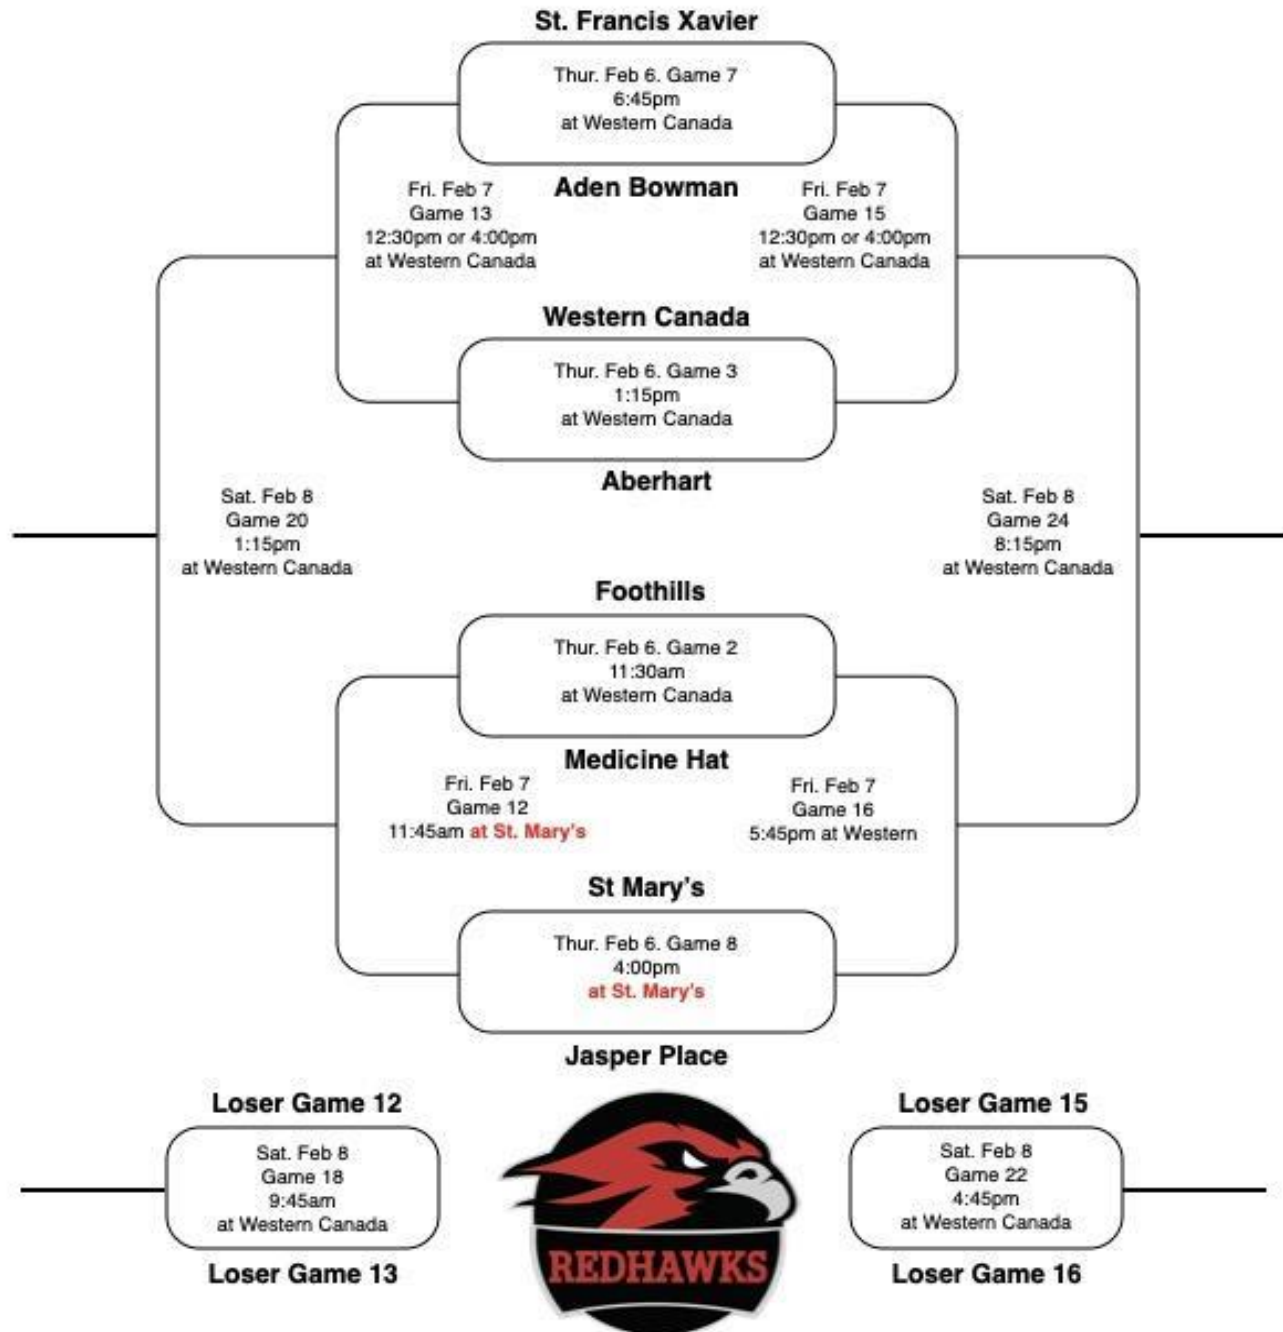 St. Francis Xavier
Thur. Feb 6. Game 7
6:45pm
at Western Canada
Aden Bowman
Fri. Feb 7
Game 13
12:30pm or 4:00pm
at Western Canada
Fri. Feb 7
Game 15
12:30pm or 4:00pm
at Western Canada
Western Canada
Thur. Feb 6. Game 3
1:15pm
at Western Canada
Aberhart
Sat. Feb 8
Game 20
1:15pm
at Western Canada
Sat. Feb 8
Game 24
8:15pm
at Western Canada
Foothills
Thur. Feb 6. Game 2
11:30am
at Western Canada
Medicine Hat
Fri. Feb 7
Game 12
11:45am at St. Mary's
Fri. Feb 7
Game 16
5:45pm at Western
St Mary's
Thur. Feb 6. Game 8
4:00pm
at St. Mary's
Jasper Place
Loser Game 12
Sat. Feb 8
Game 18
9:45am
at Western Canada
Loser Game 13
REDHAWKS
Loser Game 15
Sat. Feb 8
Game 22
4:45pm
at Western Canada
Loser Game 16